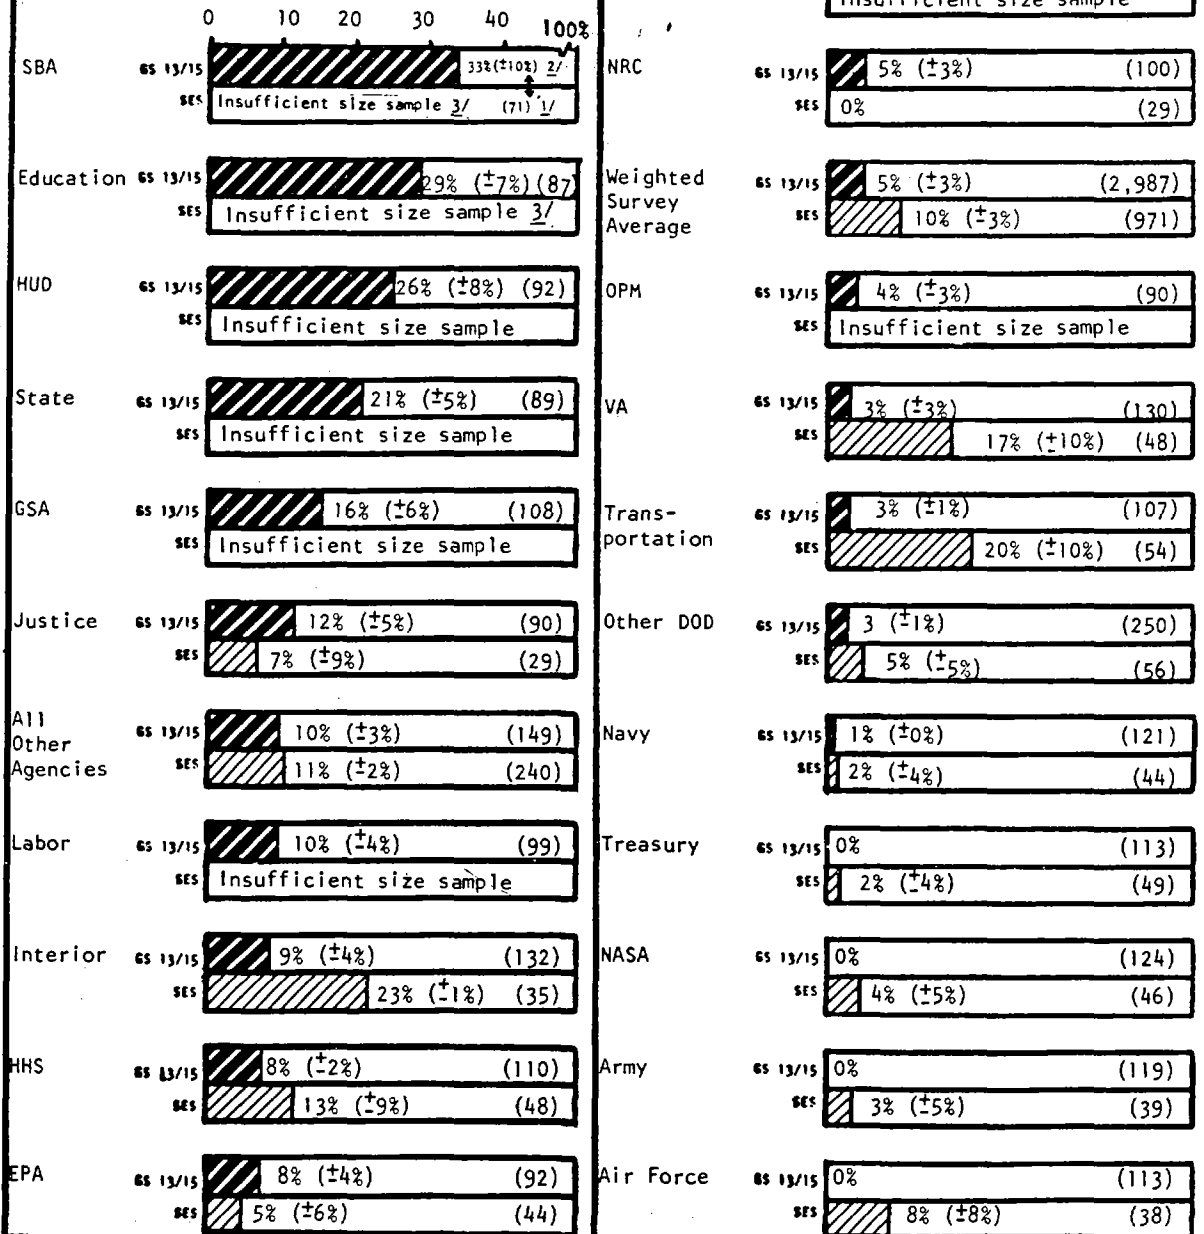 0 10 20 30 40 100%
SBA GS 13/15 33%(±10%) 2/
SES Insufficient size sample 3/ (71) 1/
Education GS 13/15 29% (±7%) (87)
SES Insufficient size sample 3/
HUD GS 13/15 26% (±8%) (92)
SES Insufficient size sample
State GS 13/15 21% (±5%) (89)
SES Insufficient size sample
GSA GS 13/15 16% (±6%) (108)
SES Insufficient size sample
Justice GS 13/15 12% (±5%) (90)
SES 7% (±9%) (29)
All
Other
Agencies
GS 13/15 10% (±3%) (149)
SES 11% (±2%) (240)
Labor GS 13/15 10% (±4%) (99)
SES Insufficient size sample
Interior GS 13/15 9% (±4%) (132)
SES 23% (±1%) (35)
HHS GS 13/15 8% (±2%) (110)
SES 13% (±9%) (48)
EPA GS 13/15 8% (±4%) (92)
SES 5% (±6%) (44)
Insufficient size sample
NRC GS 13/15 5% (±3%) (100)
SES 0% (29)
Weighted
Survey
Average
GS 13/15 5% (±3%) (2,987)
SES 10% (±3%) (971)
OPM GS 13/15 4% (±3%) (90)
SES Insufficient size sample
VA GS 13/15 3% (±3%) (130)
SES 17% (±10%) (48)
Trans-
portation
GS 13/15 3% (±1%) (107)
SES 20% (±10%) (54)
Other DOD GS 13/15 3 (±1%) (250)
SES 5% (±5%) (56)
Navy GS 13/15 1% (±0%) (121)
SES 2% (±4%) (44)
Treasury GS 13/15 0% (113)
SES 2% (±4%) (49)
NASA GS 13/15 0% (124)
SES 4% (±5%) (46)
Army GS 13/15 0% (119)
SES 3% (±5%) (39)
Air Force GS 13/15 0% (113)
SES 8% (±8%) (38)